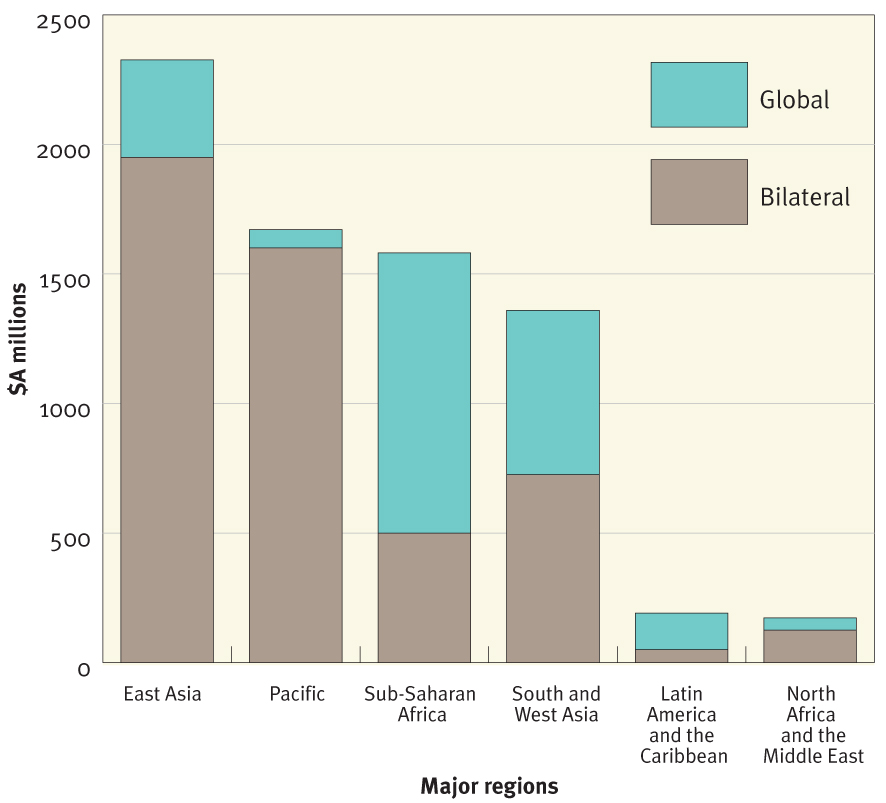 2500
2000
1500
1000
500
0
$A millions
Global
Bilateral
East Asia
Pacific
Sub-Saharan
Africa
South and
West Asia
Latin
America
and the
Caribbean
North
Africa
and the
Middle East
Major regions